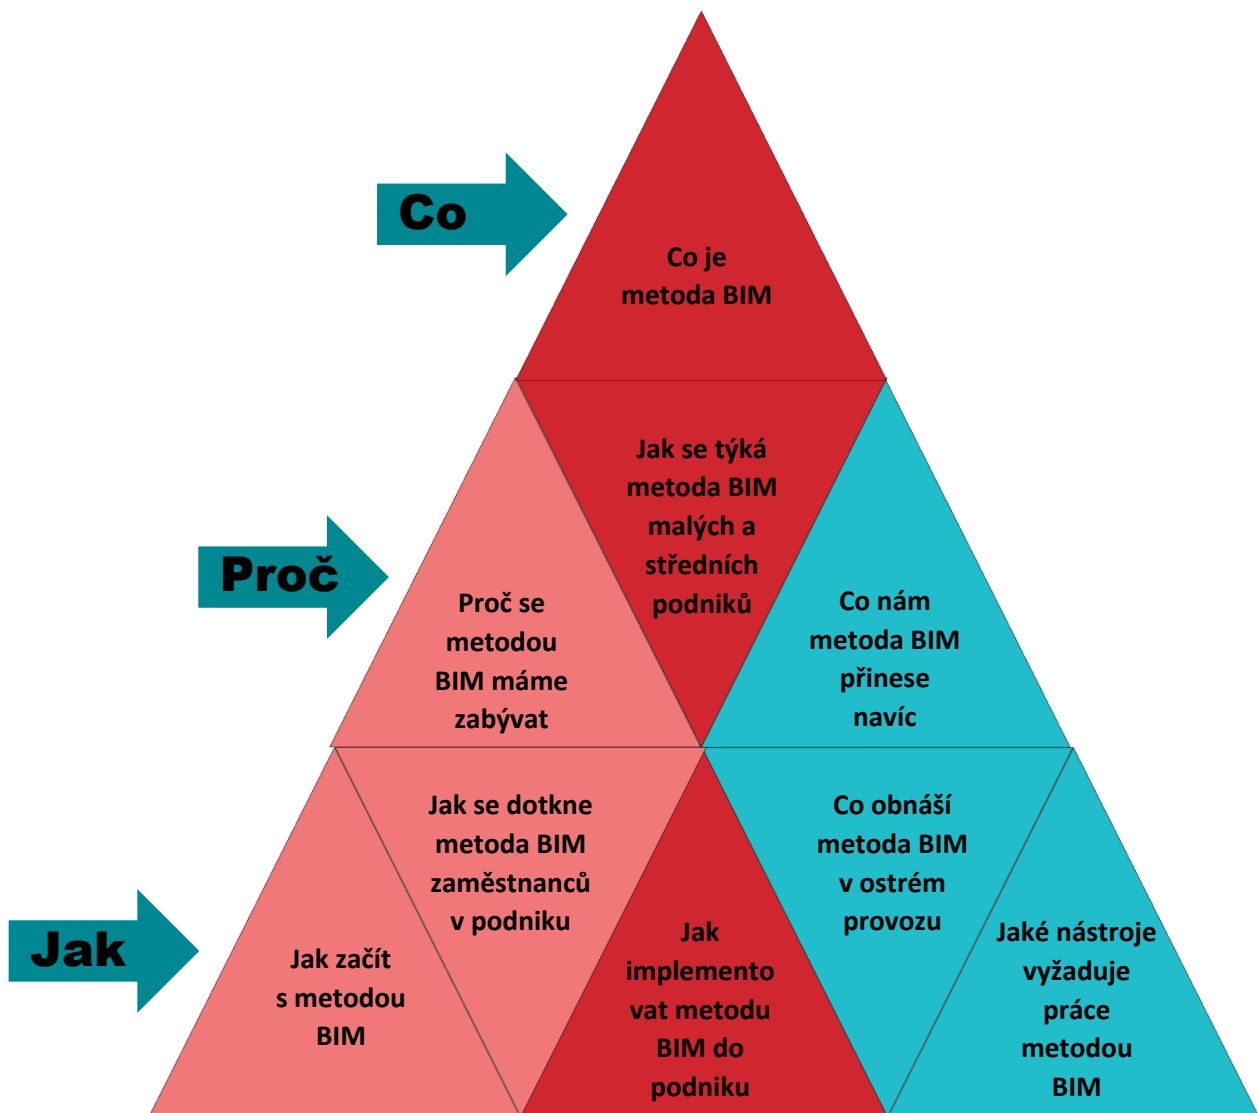 Co
Co je
metoda BIM
Proč
Proč se
metodou
BIM máme
zabývat
Jak se týká
metoda BIM
malých a
středních
podniků
Co nám
metoda BIM
přinese
navíc
Jak
Jak začít
s metodou
BIM
Jak se dotkne
metoda BIM
zaměstnanců
v podniku
Jak
implemento
vat metodu
BIM do
podniku
Co obnáší
metoda BIM
v ostrém
provozu
Jaké nástroje
vyžaduje
práce
metodou
BIM